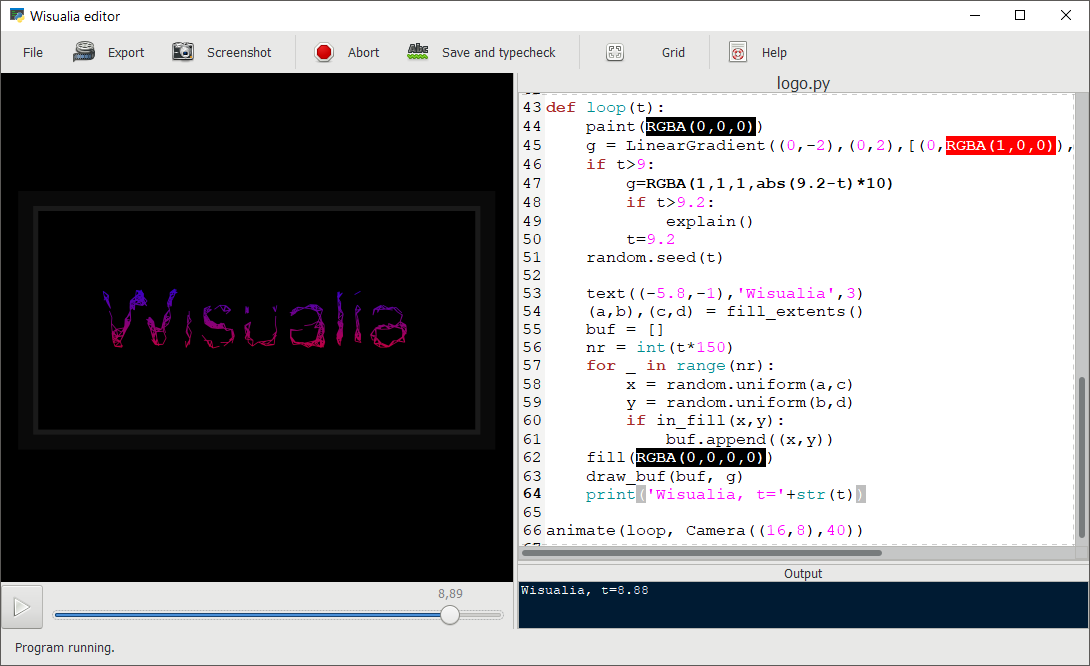 Wisualia editor
File Export Screenshot Abort Save and typecheck Grid Help
logo.py
43 def loop(t):
44 paint(RGBA(0,0,0))
45 g = LinearGradient((0,-2),(0,2),[(0,RGBA(1,0,0)),
46 if t>9:
47 g=RGBA(1,1,1,abs(9.2-t)*10)
48 if t>9.2:
49 explain()
50 t=9.2
51 random.seed(t)
52
53 text((-5.8,-1),'Wisualia',3)
54 (a,b),(c,d) = fill_extents()
55 buf = []
56 nr = int(t*150)
57 for _ in range(nr):
58 x = random.uniform(a,c)
59 y = random.uniform(b,d)
60 if in_fill(x,y):
61 buf.append((x,y))
62 fill(RGBA(0,0,0,0))
63 draw_buf(buf, g)
64 print('Wisualia, t='+str(t))
65
66 animate(loop, Camera((16,8),40))
Wisualia
Output
Wisualia, t=8.88
8,89
Program running.